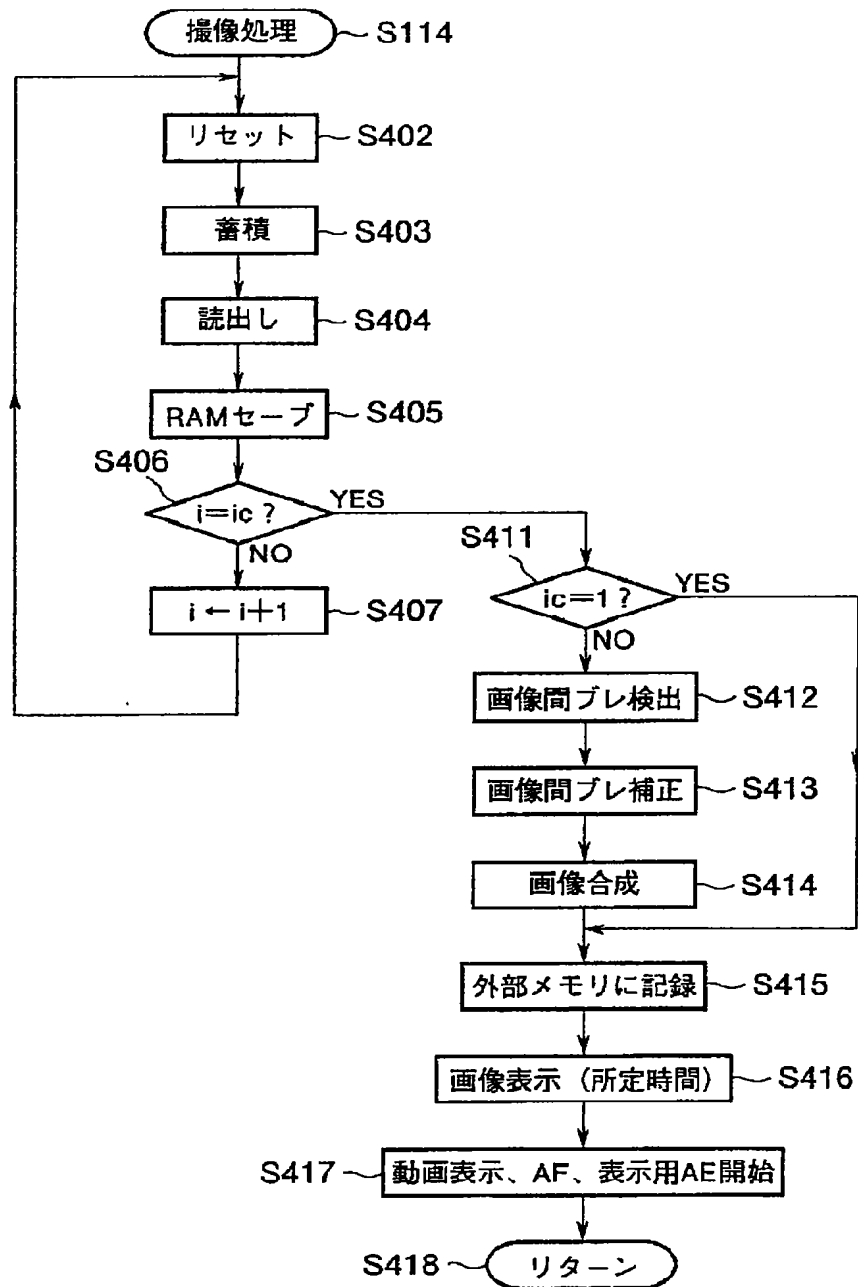 撮像処理 S114
リセット S402
蓄積 S403
読出し S404
RAMセーブ S405
S406
i=ic？ YES
NO
i←i+1 S407
S411
ic=1？ YES
NO
画像間ブレ検出 S412
画像間ブレ補正 S413
画像合成 S414
外部メモリに記録 S415
画像表示（所定時間） S416
S417 動画表示、AF、表示用AE開始
S418 リターン